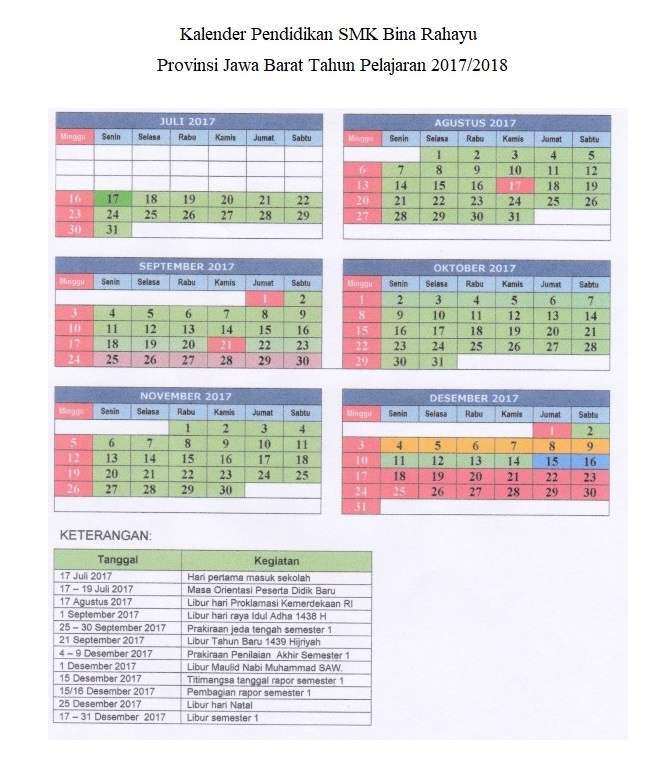 Kalender Pendidikan SMK Bina Rahayu
Provinsi Jawa Barat Tahun Pelajaran 2017/2018
JULI 2017
Minggu Senin Selasa Rabu Kamis Jumat Sabtu
16 17 18 19 20 21 22
23 24 25 26 27 28 29
30 31
AGUSTUS 2017
Minggu Senin Selasa Rabu Kamis Jumat Sabtu
1 2 3 4 5
6 7 8 9 10 11 12
13 14 15 16 17 18 19
20 21 22 23 24 25 26
27 28 29 30 31
SEPTEMBER 2017
Minggu Senin Selasa Rabu Kamis Jumat Sabtu
1 2
3 4 5 6 7 8 9
10 11 12 13 14 15 16
17 18 19 20 21 22 23
24 25 26 27 28 29 30
OKTOBER 2017
Minggu Senin Selasa Rabu Kamis Jumat Sabtu
1 2 3 4 5 6 7
8 9 10 11 12 13 14
15 16 17 18 19 20 21
22 23 24 25 26 27 28
29 30 31
NOVEMBER 2017
Minggu Senin Selasa Rabu Kamis Jumat Sabtu
1 2 3 4
5 6 7 8 9 10 11
12 13 14 15 16 17 18
19 20 21 22 23 24 25
26 27 28 29 30
DESEMBER 2017
Minggu Senin Selasa Rabu Kamis Jumat Sabtu
1 2
3 4 5 6 7 8 9
10 11 12 13 14 15 16
17 18 19 20 21 22 23
24 25 26 27 28 29 30
31
KETERANGAN:
Tanggal Kegiatan
17 Juli 2017 Hari pertama masuk sekolah
17 – 19 Juli 2017 Masa Orientasi Peserta Didik Baru
17 Agustus 2017 Libur hari Proklamasi Kemerdekaan RI
1 September 2017 Libur hari raya Idul Adha 1438 H
25 – 30 September 2017 Prakiraan jeda tengah semester 1
21 September 2017 Libur Tahun Baru 1439 Hijriyah
4 – 9 Desember 2017 Prakiraan Penilaian Akhir Semester 1
1 Desember 2017 Libur Maulid Nabi Muhammad SAW.
15 Desember 2017 Titimangsa tanggal rapor semester 1
15/16 Desember 2017 Pembagian rapor semester 1
25 Desember 2017 Libur hari Natal
17 – 31 Desember 2017 Libur semester 1